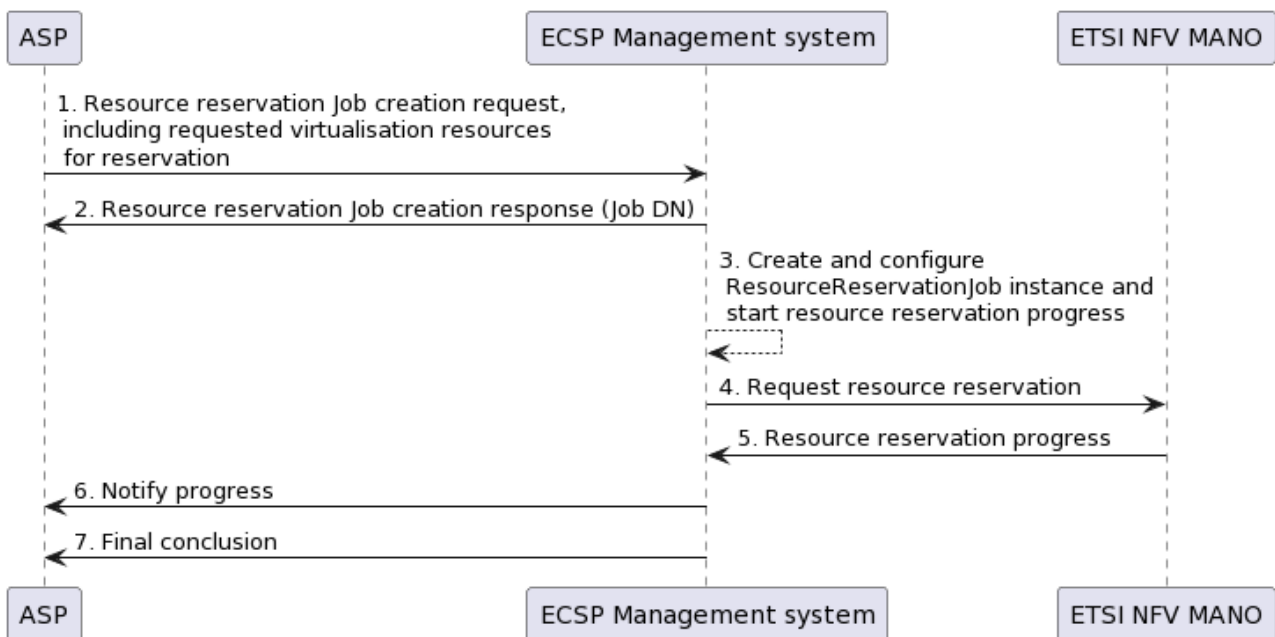 ASP
ECSP Management system
ETSI NFV MANO
1. Resource reservation Job creation request,
including requested virtualisation resources
for reservation
2. Resource reservation Job creation response (Job DN)
3. Create and configure
ResourceReservationJob instance and
start resource reservation progress
4. Request resource reservation
5. Resource reservation progress
6. Notify progress
7. Final conclusion
ASP
ECSP Management system
ETSI NFV MANO